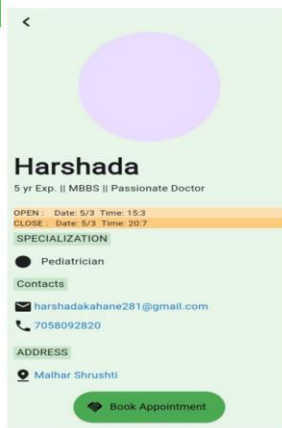 Harshada
5 yr Exp. || MBBS || Passionate Doctor
OPEN : Date: 5/3 Time: 15:3
CLOSE : Date: 5/3 Time: 20:7
SPECIALIZATION
Pediatrician
Contacts
harshadakahane281@gmail.com
7058092820
ADDRESS
Malhar Shrushti
Book Appointment